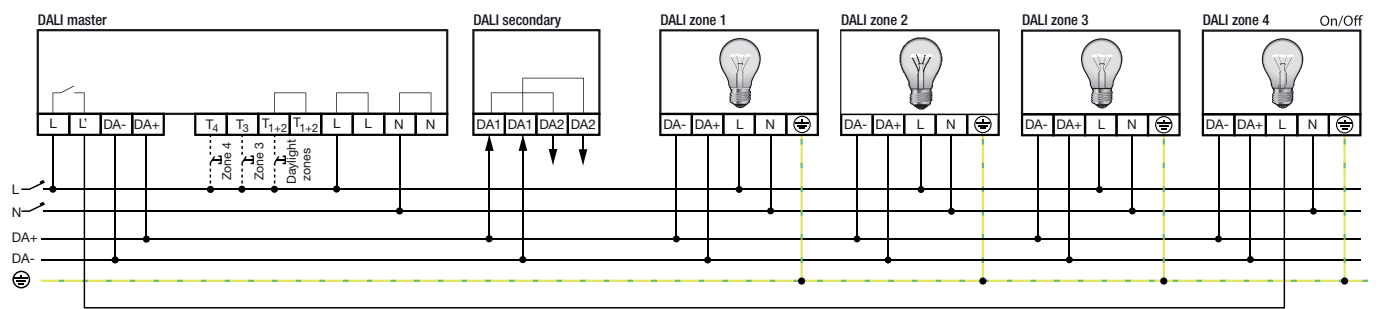 DALI master DALI secondary DALI zone 1 DALI zone 2 DALI zone 3 DALI zone 4 On/Off
L L' DA- DA+ T4 T3 T1+2 T1+2 L L N N DA1 DA1 DA2 DA2 DA- DA+ L N DA- DA+ L N DA- DA+ L N DA- DA+ L N
Zone 4
Zone 3
Daylight
zones
L
N
DA+
DA-